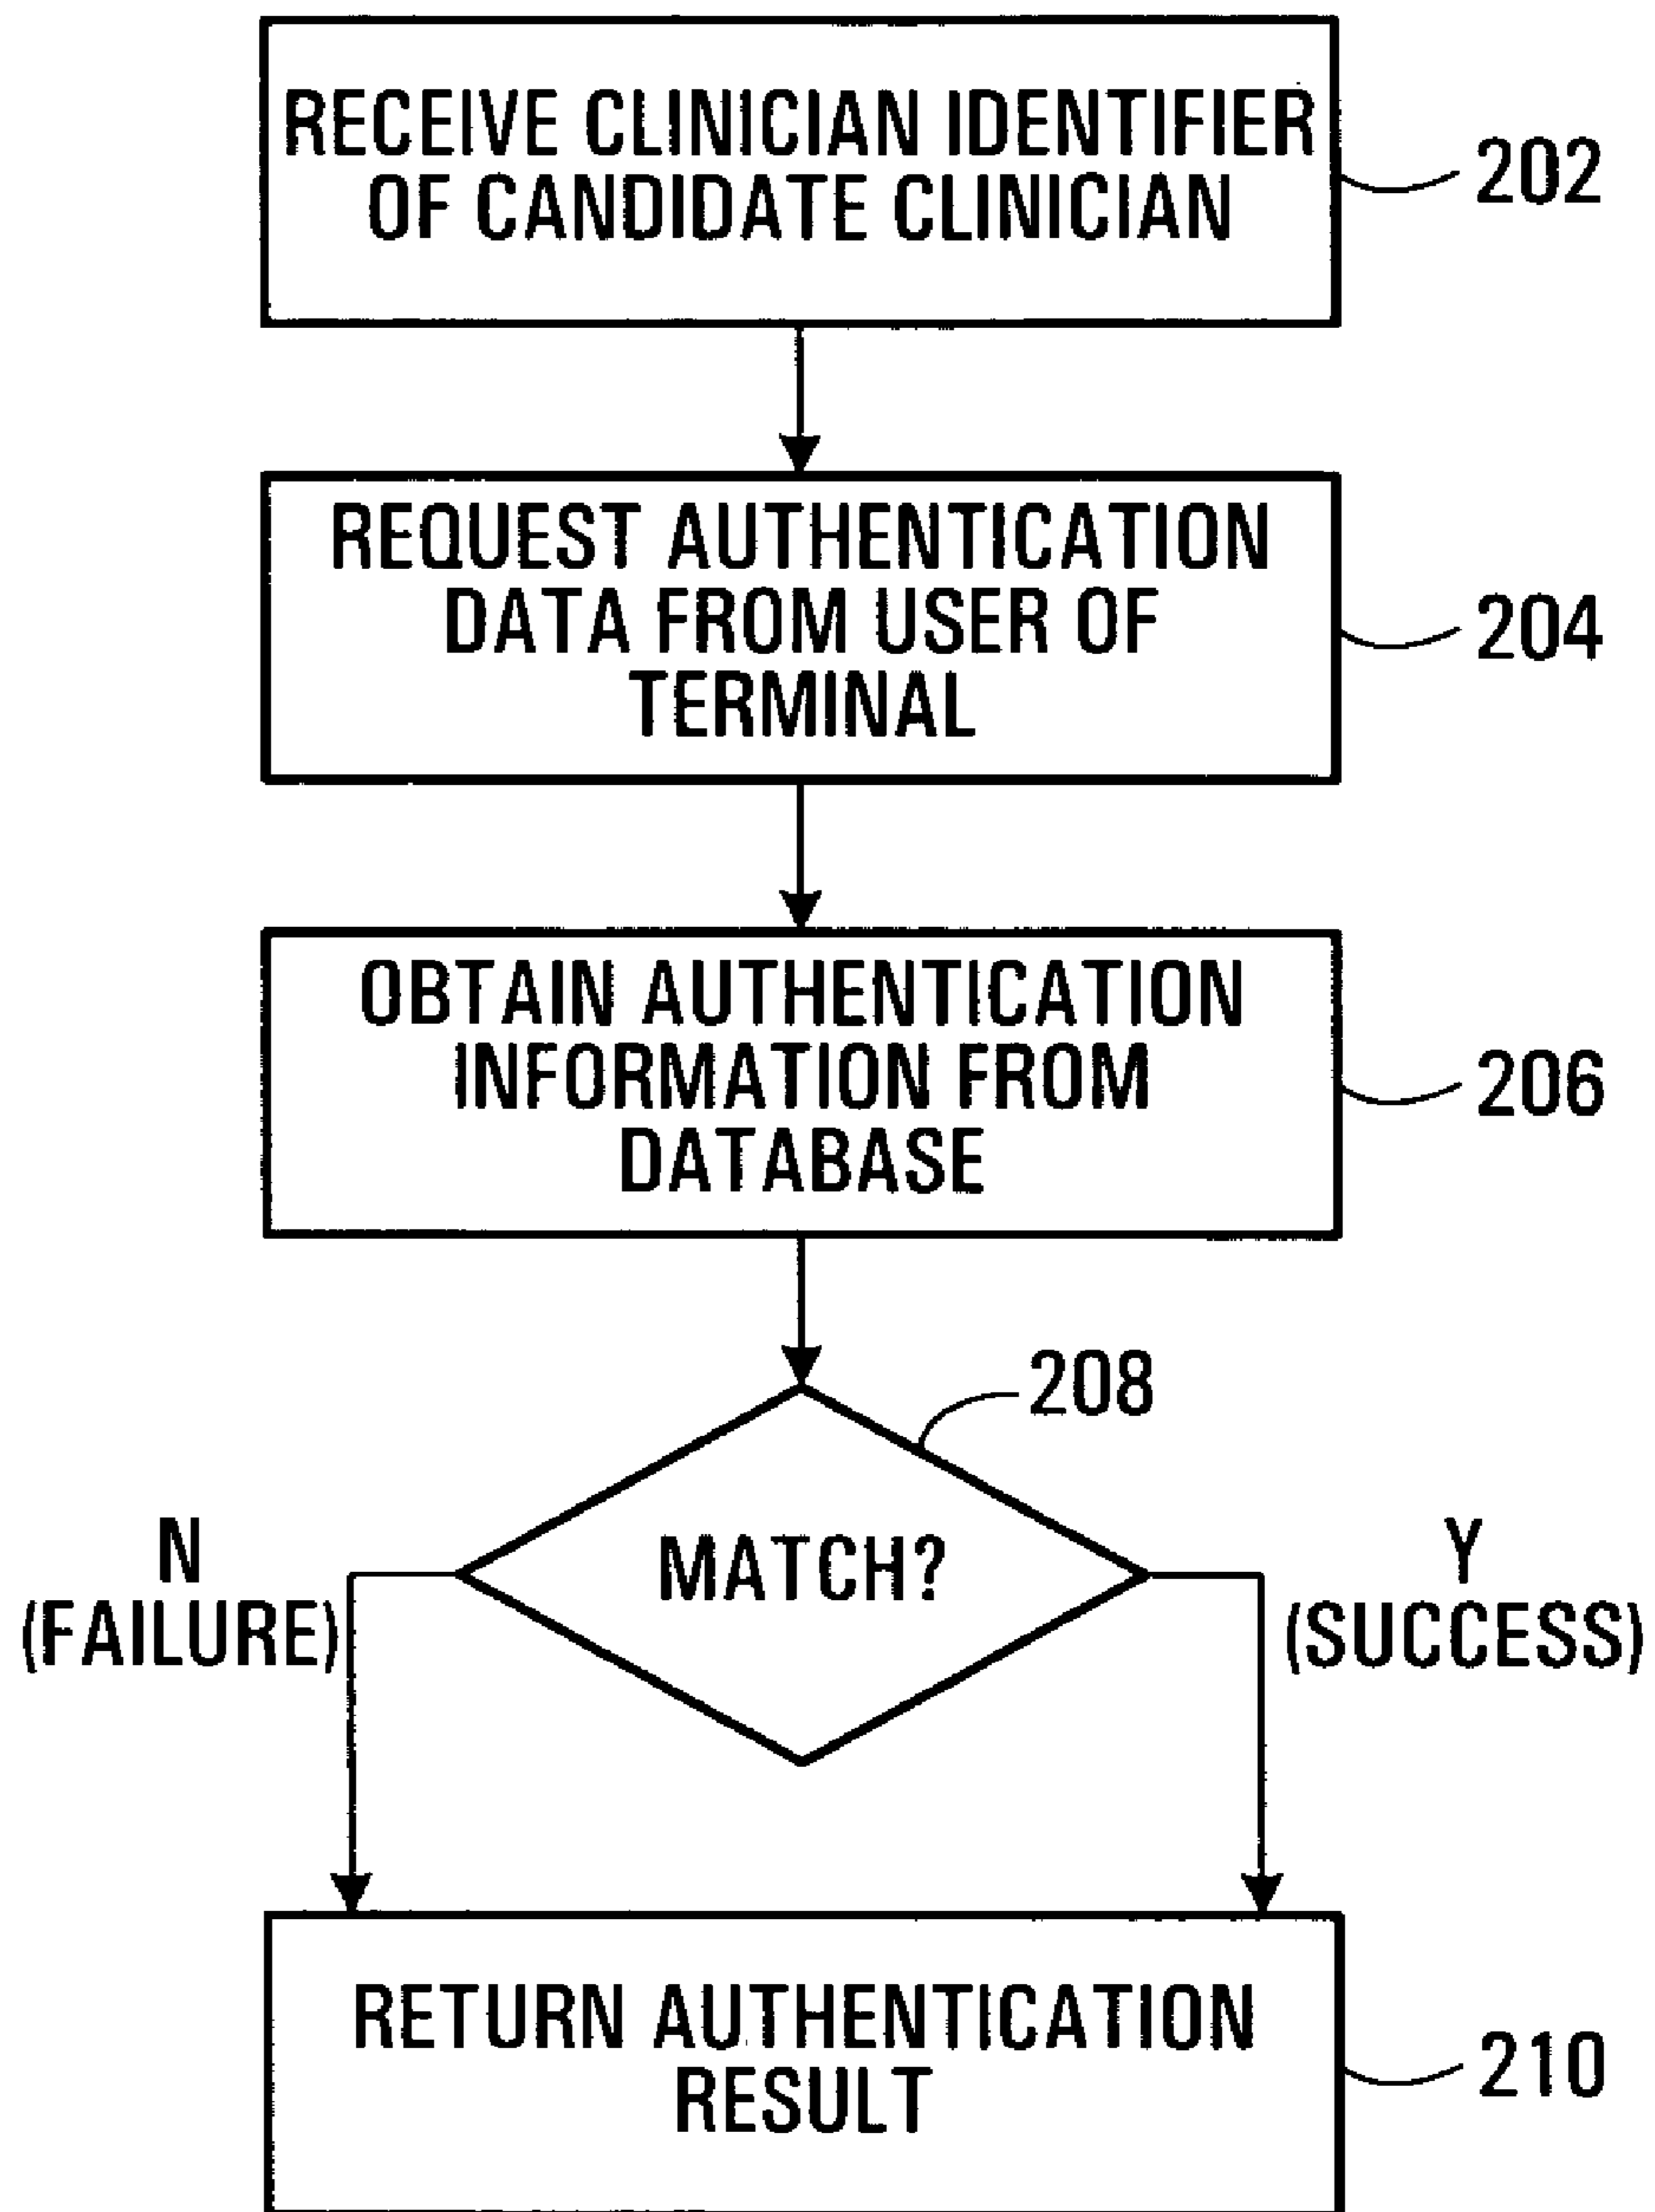 RECEIVE CLINICIAN IDENTIFIER
OF CANDIDATE CLINICIAN
202
REQUEST AUTHENTICATION
DATA FROM USER OF
TERMINAL
204
OBTAIN AUTHENTICATION
INFORMATION FROM
DATABASE
206
208
MATCH?
N
(FAILURE)
Y
(SUCCESS)
RETURN AUTHENTICATION
RESULT
210